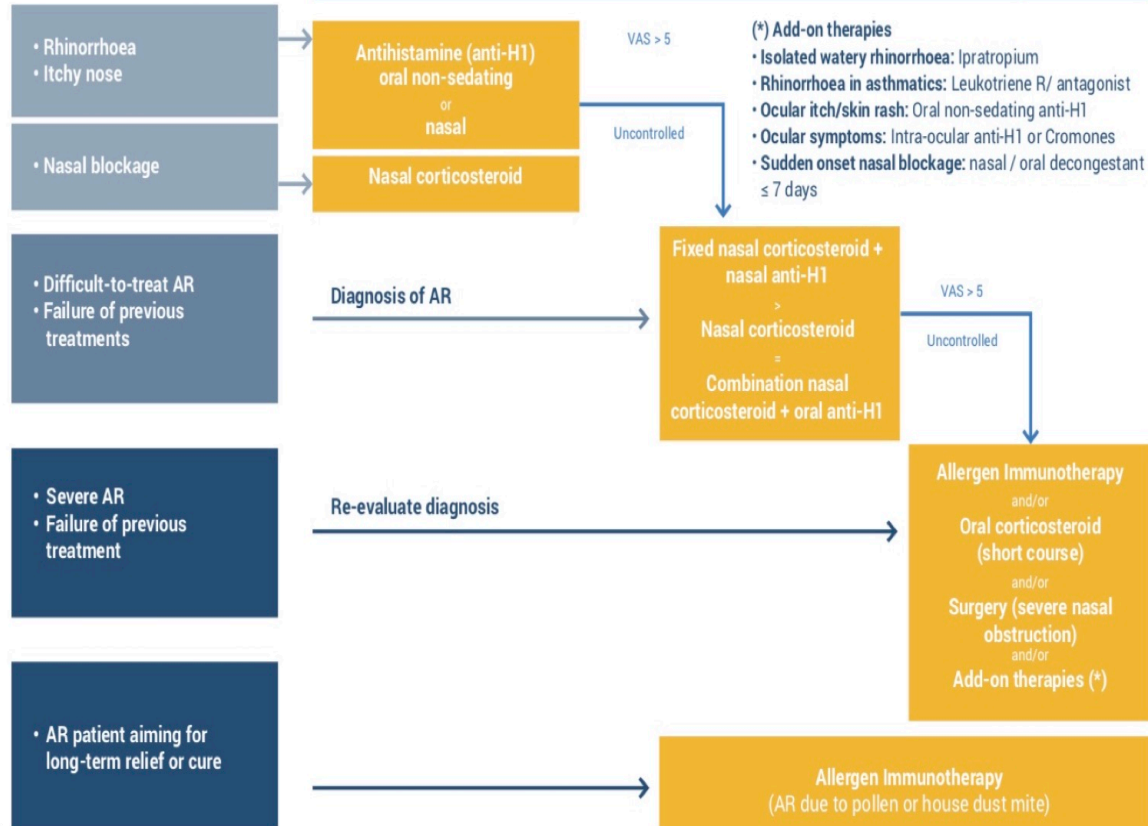 • Rhinorrhoea
• Itchy nose
• Nasal blockage
Antihistamine (anti-H1)
oral non-sedating
or
nasal
Nasal corticosteroid
VAS > 5
Uncontrolled
(*) Add-on therapies
• Isolated watery rhinorrhoea: Ipratropium
• Rhinorrhoea in asthmatics: Leukotriene R/ antagonist
• Ocular itch/skin rash: Oral non-sedating anti-H1
• Ocular symptoms: Intra-ocular anti-H1 or Cromones
• Sudden onset nasal blockage: nasal / oral decongestant
≤ 7 days
• Difficult-to-treat AR
• Failure of previous
treatments
Diagnosis of AR
Fixed nasal corticosteroid +
nasal anti-H1
>
Nasal corticosteroid
=
Combination nasal
corticosteroid + oral anti-H1
VAS > 5
Uncontrolled
• Severe AR
• Failure of previous
treatment
Re-evaluate diagnosis
Allergen Immunotherapy
and/or
Oral corticosteroid
(short course)
and/or
Surgery (severe nasal
obstruction)
and/or
Add-on therapies (*)
• AR patient aiming for
long-term relief or cure
Allergen Immunotherapy
(AR due to pollen or house dust mite)